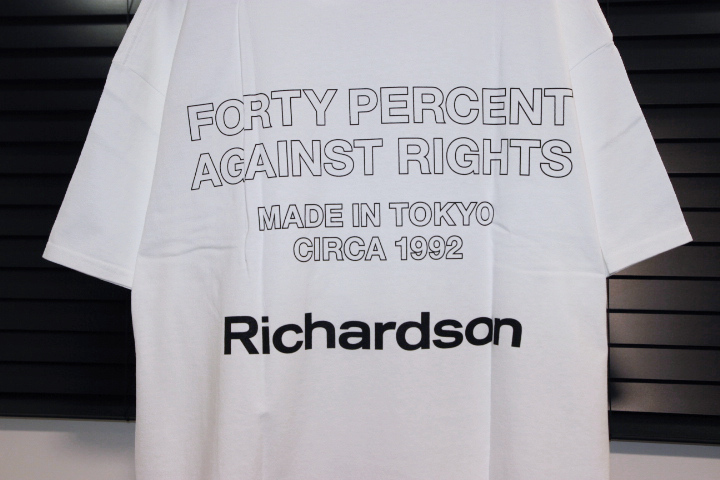 FORTY PERCENT
AGAINST RIGHTS
MADE IN TOKYO
CIRCA 1992
Richardson